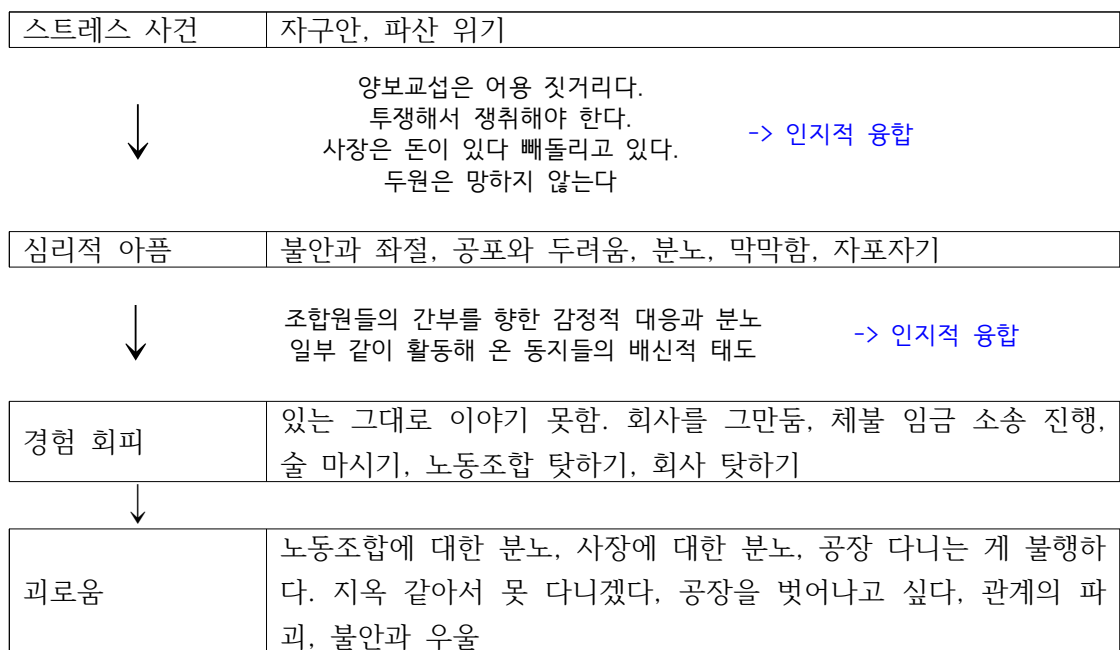 스트레스 사건 자구안, 파산 위기
양보교섭은 어용 짓거리다.
투쟁해서 쟁취해야 한다.
사장은 돈이 있다 빼돌리고 있다.
두원은 망하지 않는다
-> 인지적 융합
심리적 아픔 불안과 좌절, 공포와 두려움, 분노, 막막함, 자포자기
조합원들의 간부를 향한 감정적 대응과 분노
일부 같이 활동해 온 동지들의 배신적 태도
-> 인지적 융합
경험 회피
있는 그대로 이야기 못함. 회사를 그만둠, 체불 임금 소송 진행,
술 마시기, 노동조합 탓하기, 회사 탓하기
괴로움
노동조합에 대한 분노, 사장에 대한 분노, 공장 다니는 게 불행하
다. 지옥 같아서 못 다니겠다, 공장을 벗어나고 싶다, 관계의 파
괴, 불안과 우울